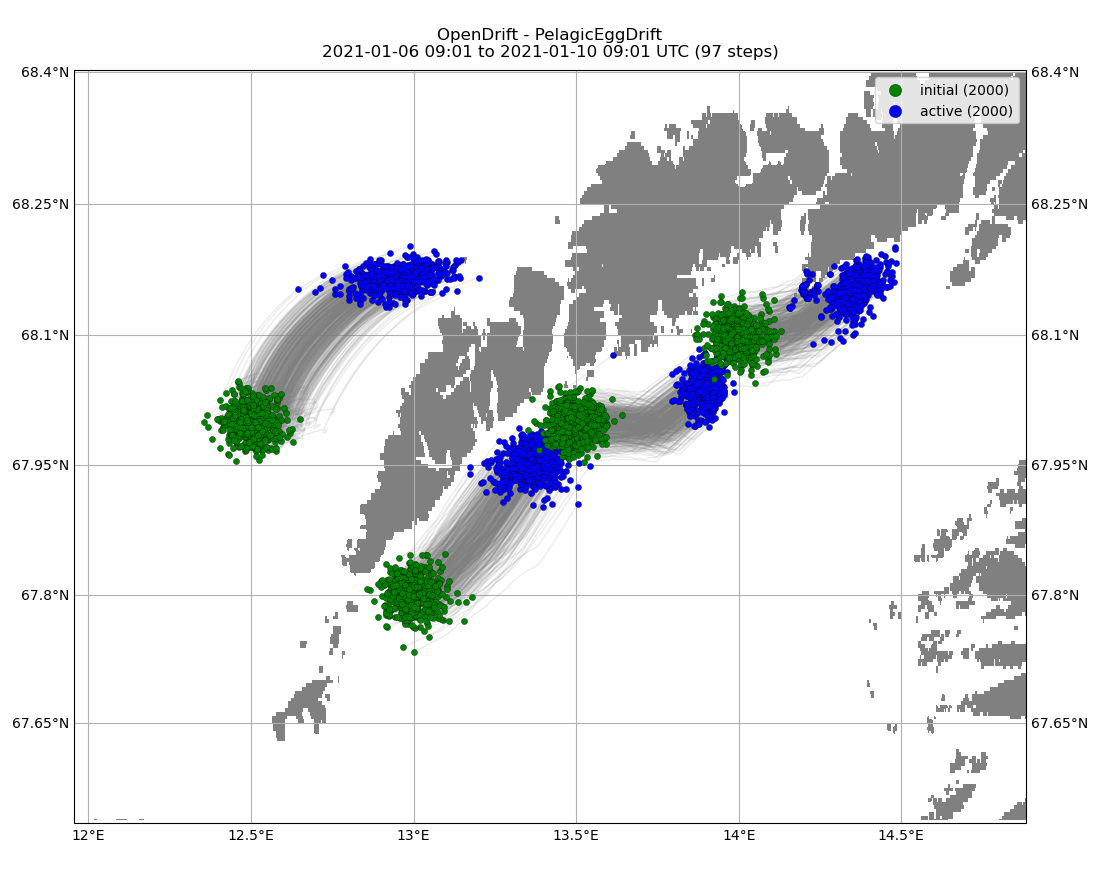 OpenDrift - PelagicEggDrift
2021-01-06 09:01 to 2021-01-10 09:01 UTC (97 steps)
68.4°N
68.4°N
initial (2000)
active (2000)
68.25°N
68.25°N
68.1°N
68.1°N
67.95°N
67.95°N
67.8°N
67.8°N
67.65°N
67.65°N
12°E
12.5°E
13°E
13.5°E
14°E
14.5°E